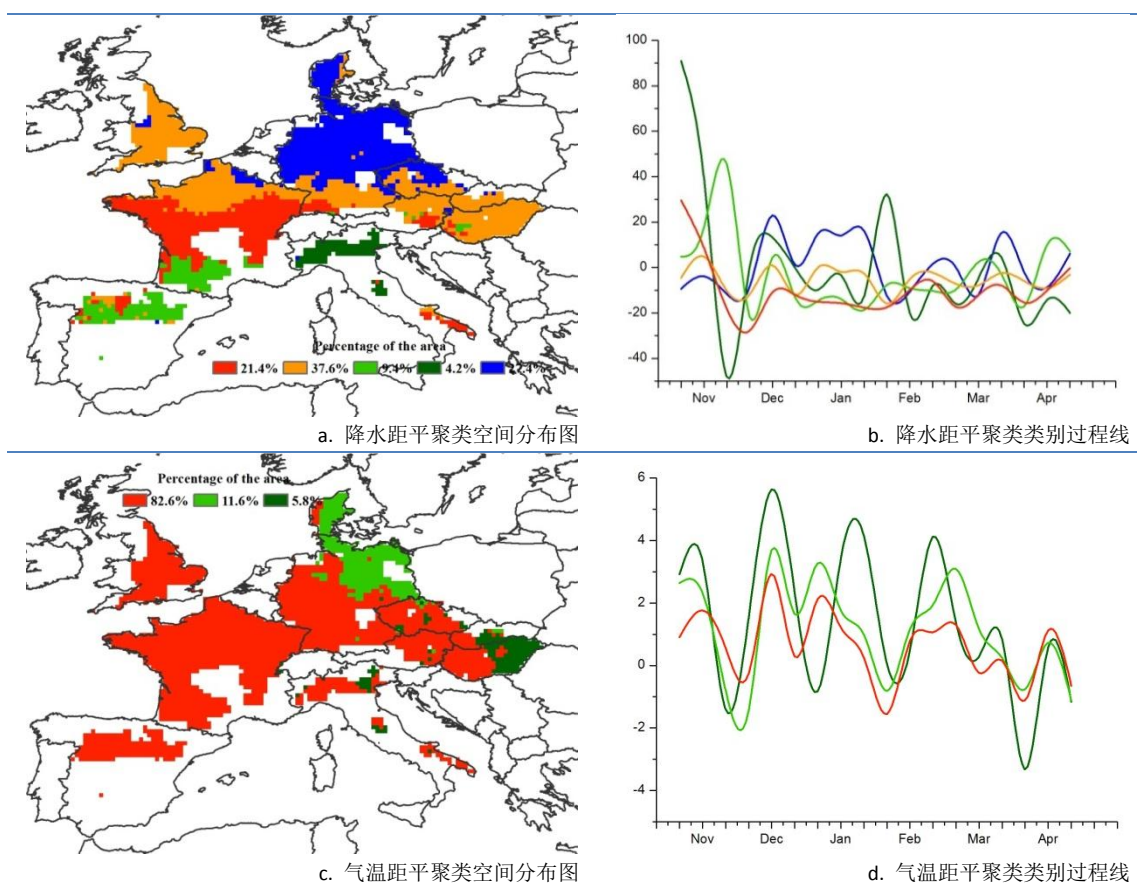 Percentage of the area
21.4% 37.6% 9.4% 4.2% 27.4%
a. 降水距平聚类空间分布图
100
80
60
40
20
0
-20
-40
Nov Dec Jan Feb Mar Apr
b. 降水距平聚类类别过程线
Percentage of the area
82.6% 11.6% 5.8%
c. 气温距平聚类空间分布图
6
4
2
0
-2
-4
Nov Dec Jan Feb Mar Apr
d. 气温距平聚类类别过程线